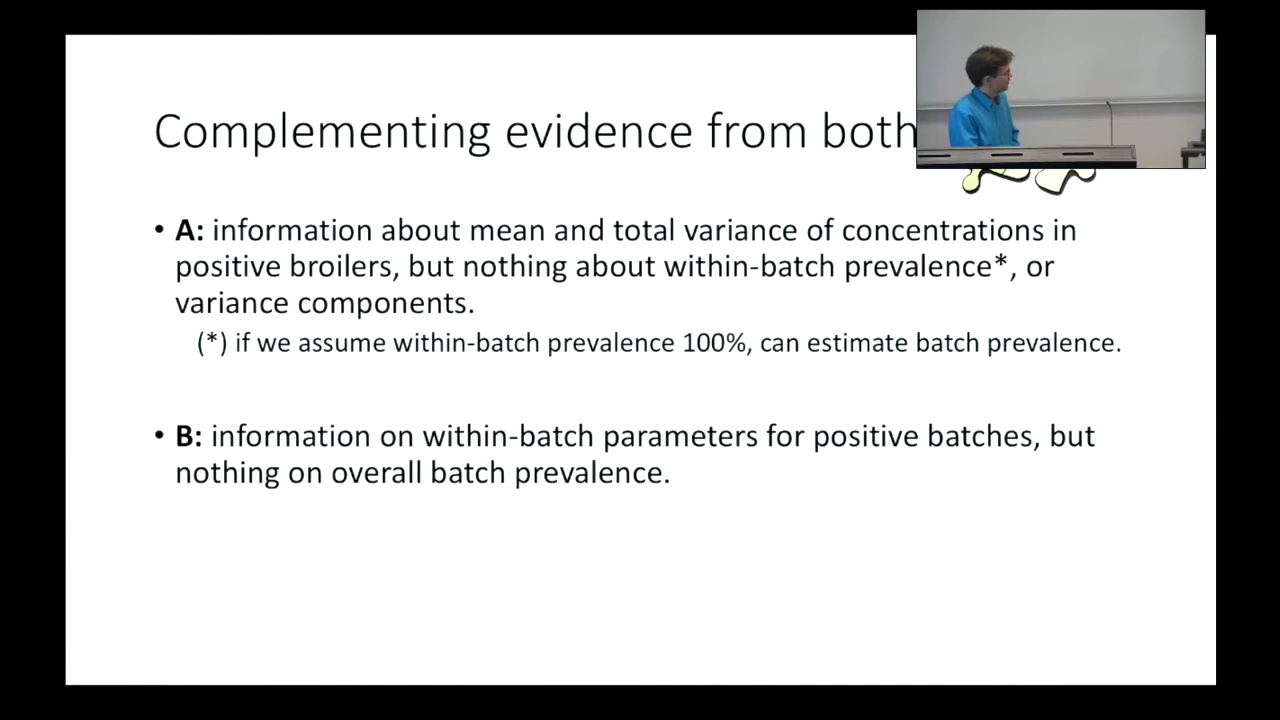 Complementing evidence from both
• A: information about mean and total variance of concentrations in
positive broilers, but nothing about within-batch prevalence*, or
variance components.
(*) if we assume within-batch prevalence 100%, can estimate batch prevalence.
• B: information on within-batch parameters for positive batches, but
nothing on overall batch prevalence.